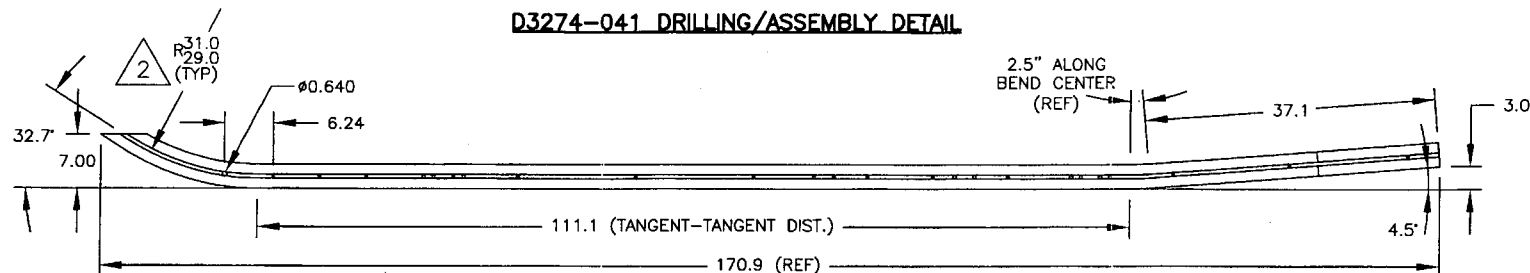 D3274-041 DRILLING/ASSEMBLY DETAIL
2
R31.0
29.0
(TYP)
Ø0.640
6.24
2.5" ALONG
BEND CENTER
(REF)
37.1
3.0
32.7°
7.00
111.1 (TANGENT-TANGENT DIST.)
4.5°
170.9 (REF)